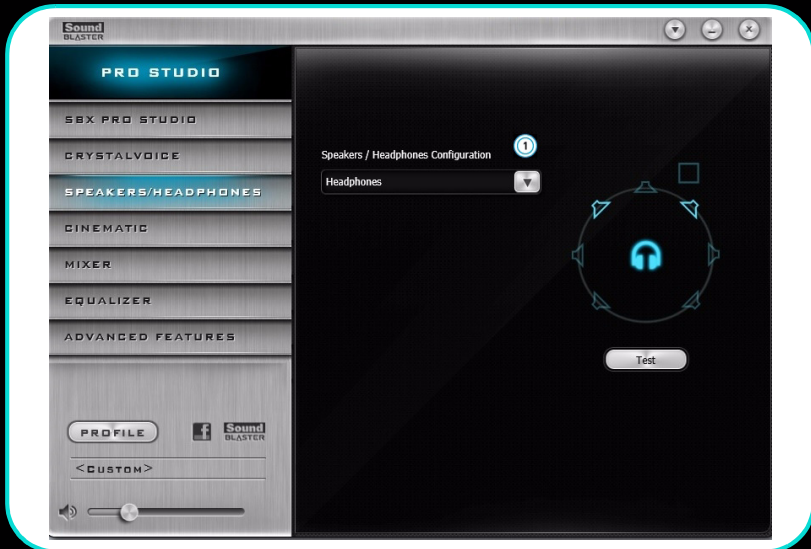 Sound
BLASTER
PRO STUDIO
SBX PRO STUDIO
CRYSTALVOICE
SPEAKERS/HEADPHONES
CINEMATIC
MIXER
EQUALIZER
ADVANCED FEATURES
Speakers / Headphones Configuration
1
Headphones
Test
PROFILE
f
Sound
BLASTER
<CUSTOM>